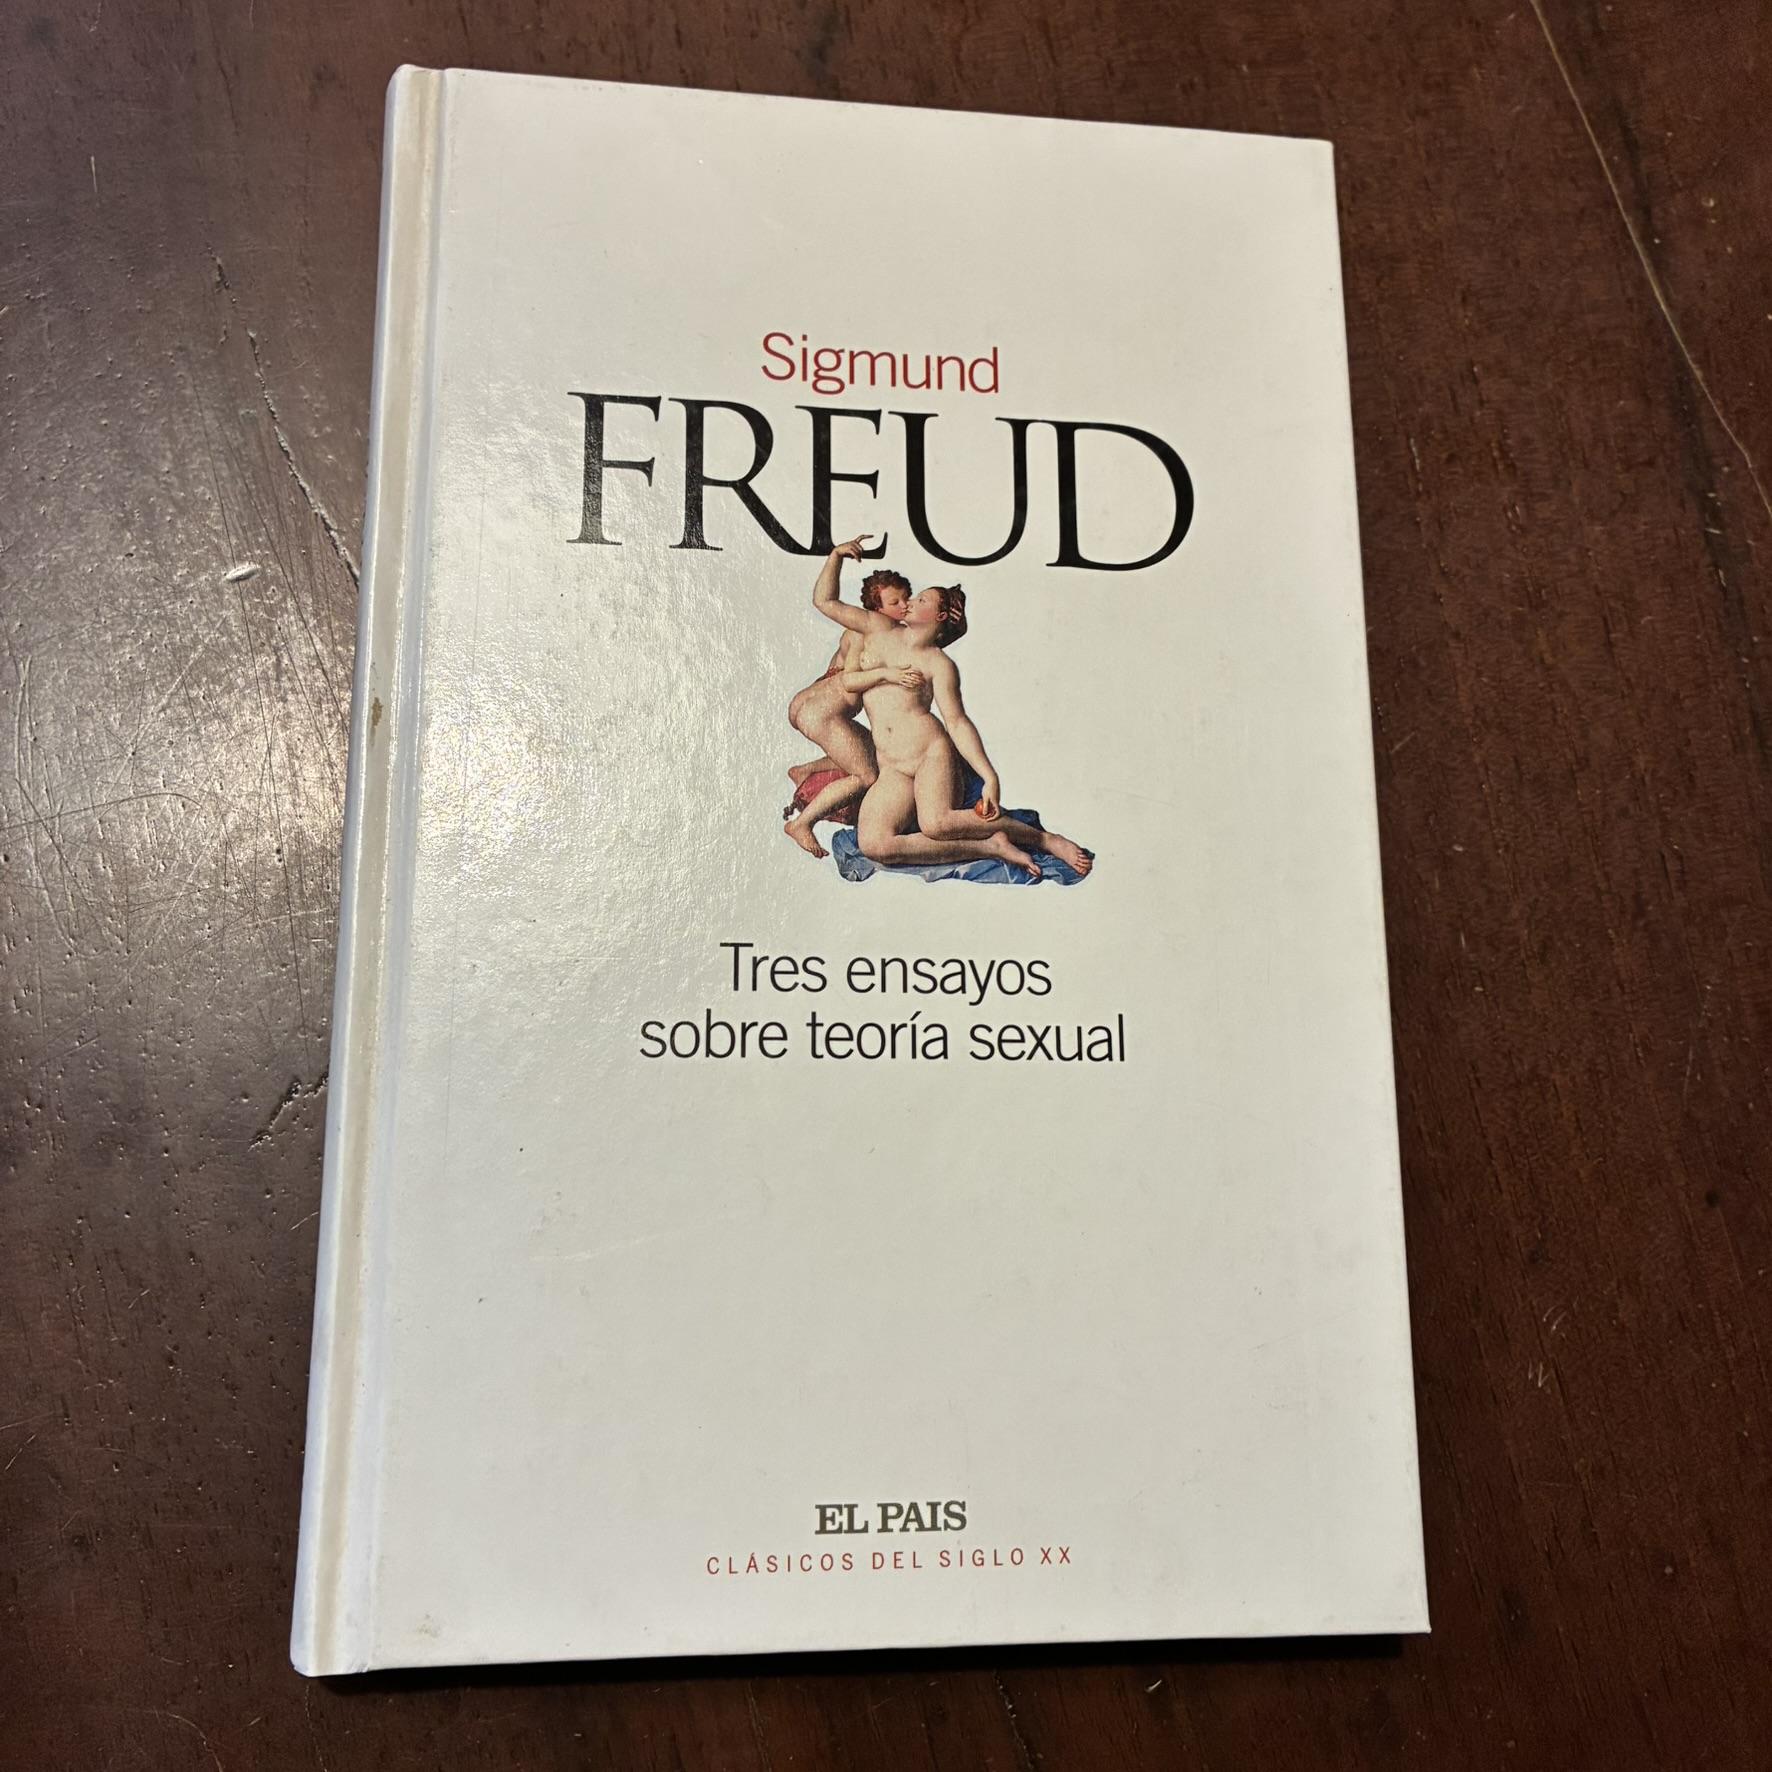 Sigmund
FREUD
Tres ensayos
sobre teoría sexual
EL PAIS
CLÁSICOS DEL SIGLO XX